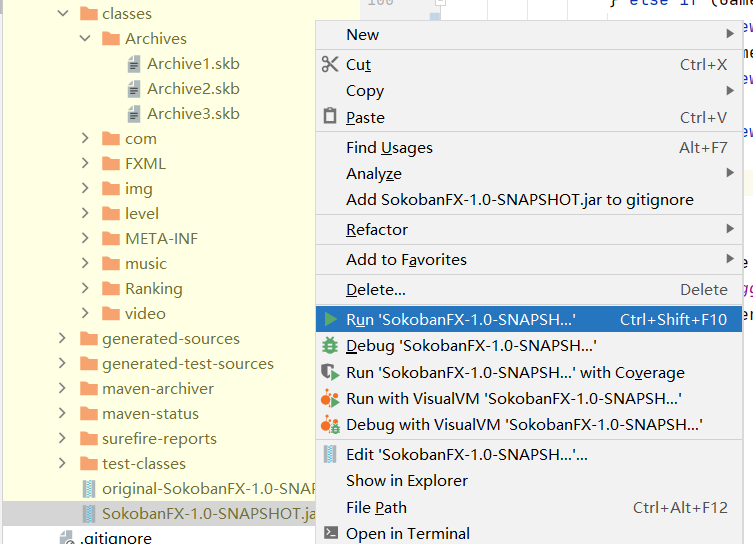 classes
Archives
Archive1.skb
Archive2.skb
Archive3.skb
com
FXML
img
level
META-INF
music
Ranking
video
generated-sources
generated-test-sources
maven-archiver
maven-status
surefire-reports
test-classes
original-SokobanFX-1.0-SNAP
SokobanFX-1.0-SNAPSHOT.ja
.gitignore
100
} else if (
New
Cut Ctrl+X
Copy
Paste Ctrl+V
Find Usages Alt+F7
Analyze
Add SokobanFX-1.0-SNAPSHOT.jar to gitignore
Refactor
Add to Favorites
Delete... Delete
Run 'SokobanFX-1.0-SNAPSH...' Ctrl+Shift+F10
Debug 'SokobanFX-1.0-SNAPSH...'
Run 'SokobanFX-1.0-SNAPSH...' with Coverage
Run with VisualVM 'SokobanFX-1.0-SNAPSH...'
Debug with VisualVM 'SokobanFX-1.0-SNAPSH...'
Edit 'SokobanFX-1.0-SNAPSH...'...
Show in Explorer
File Path Ctrl+Alt+F12
Open in Terminal